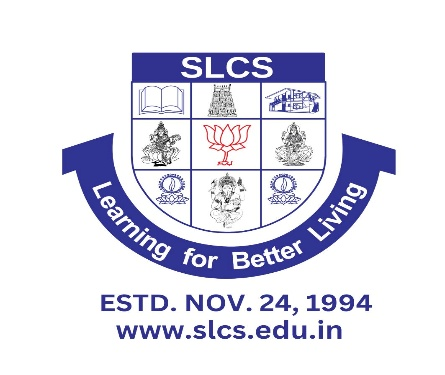 SLCS
Learning for Better Living
ESTD. NOV. 24, 1994
www.slcs.edu.in